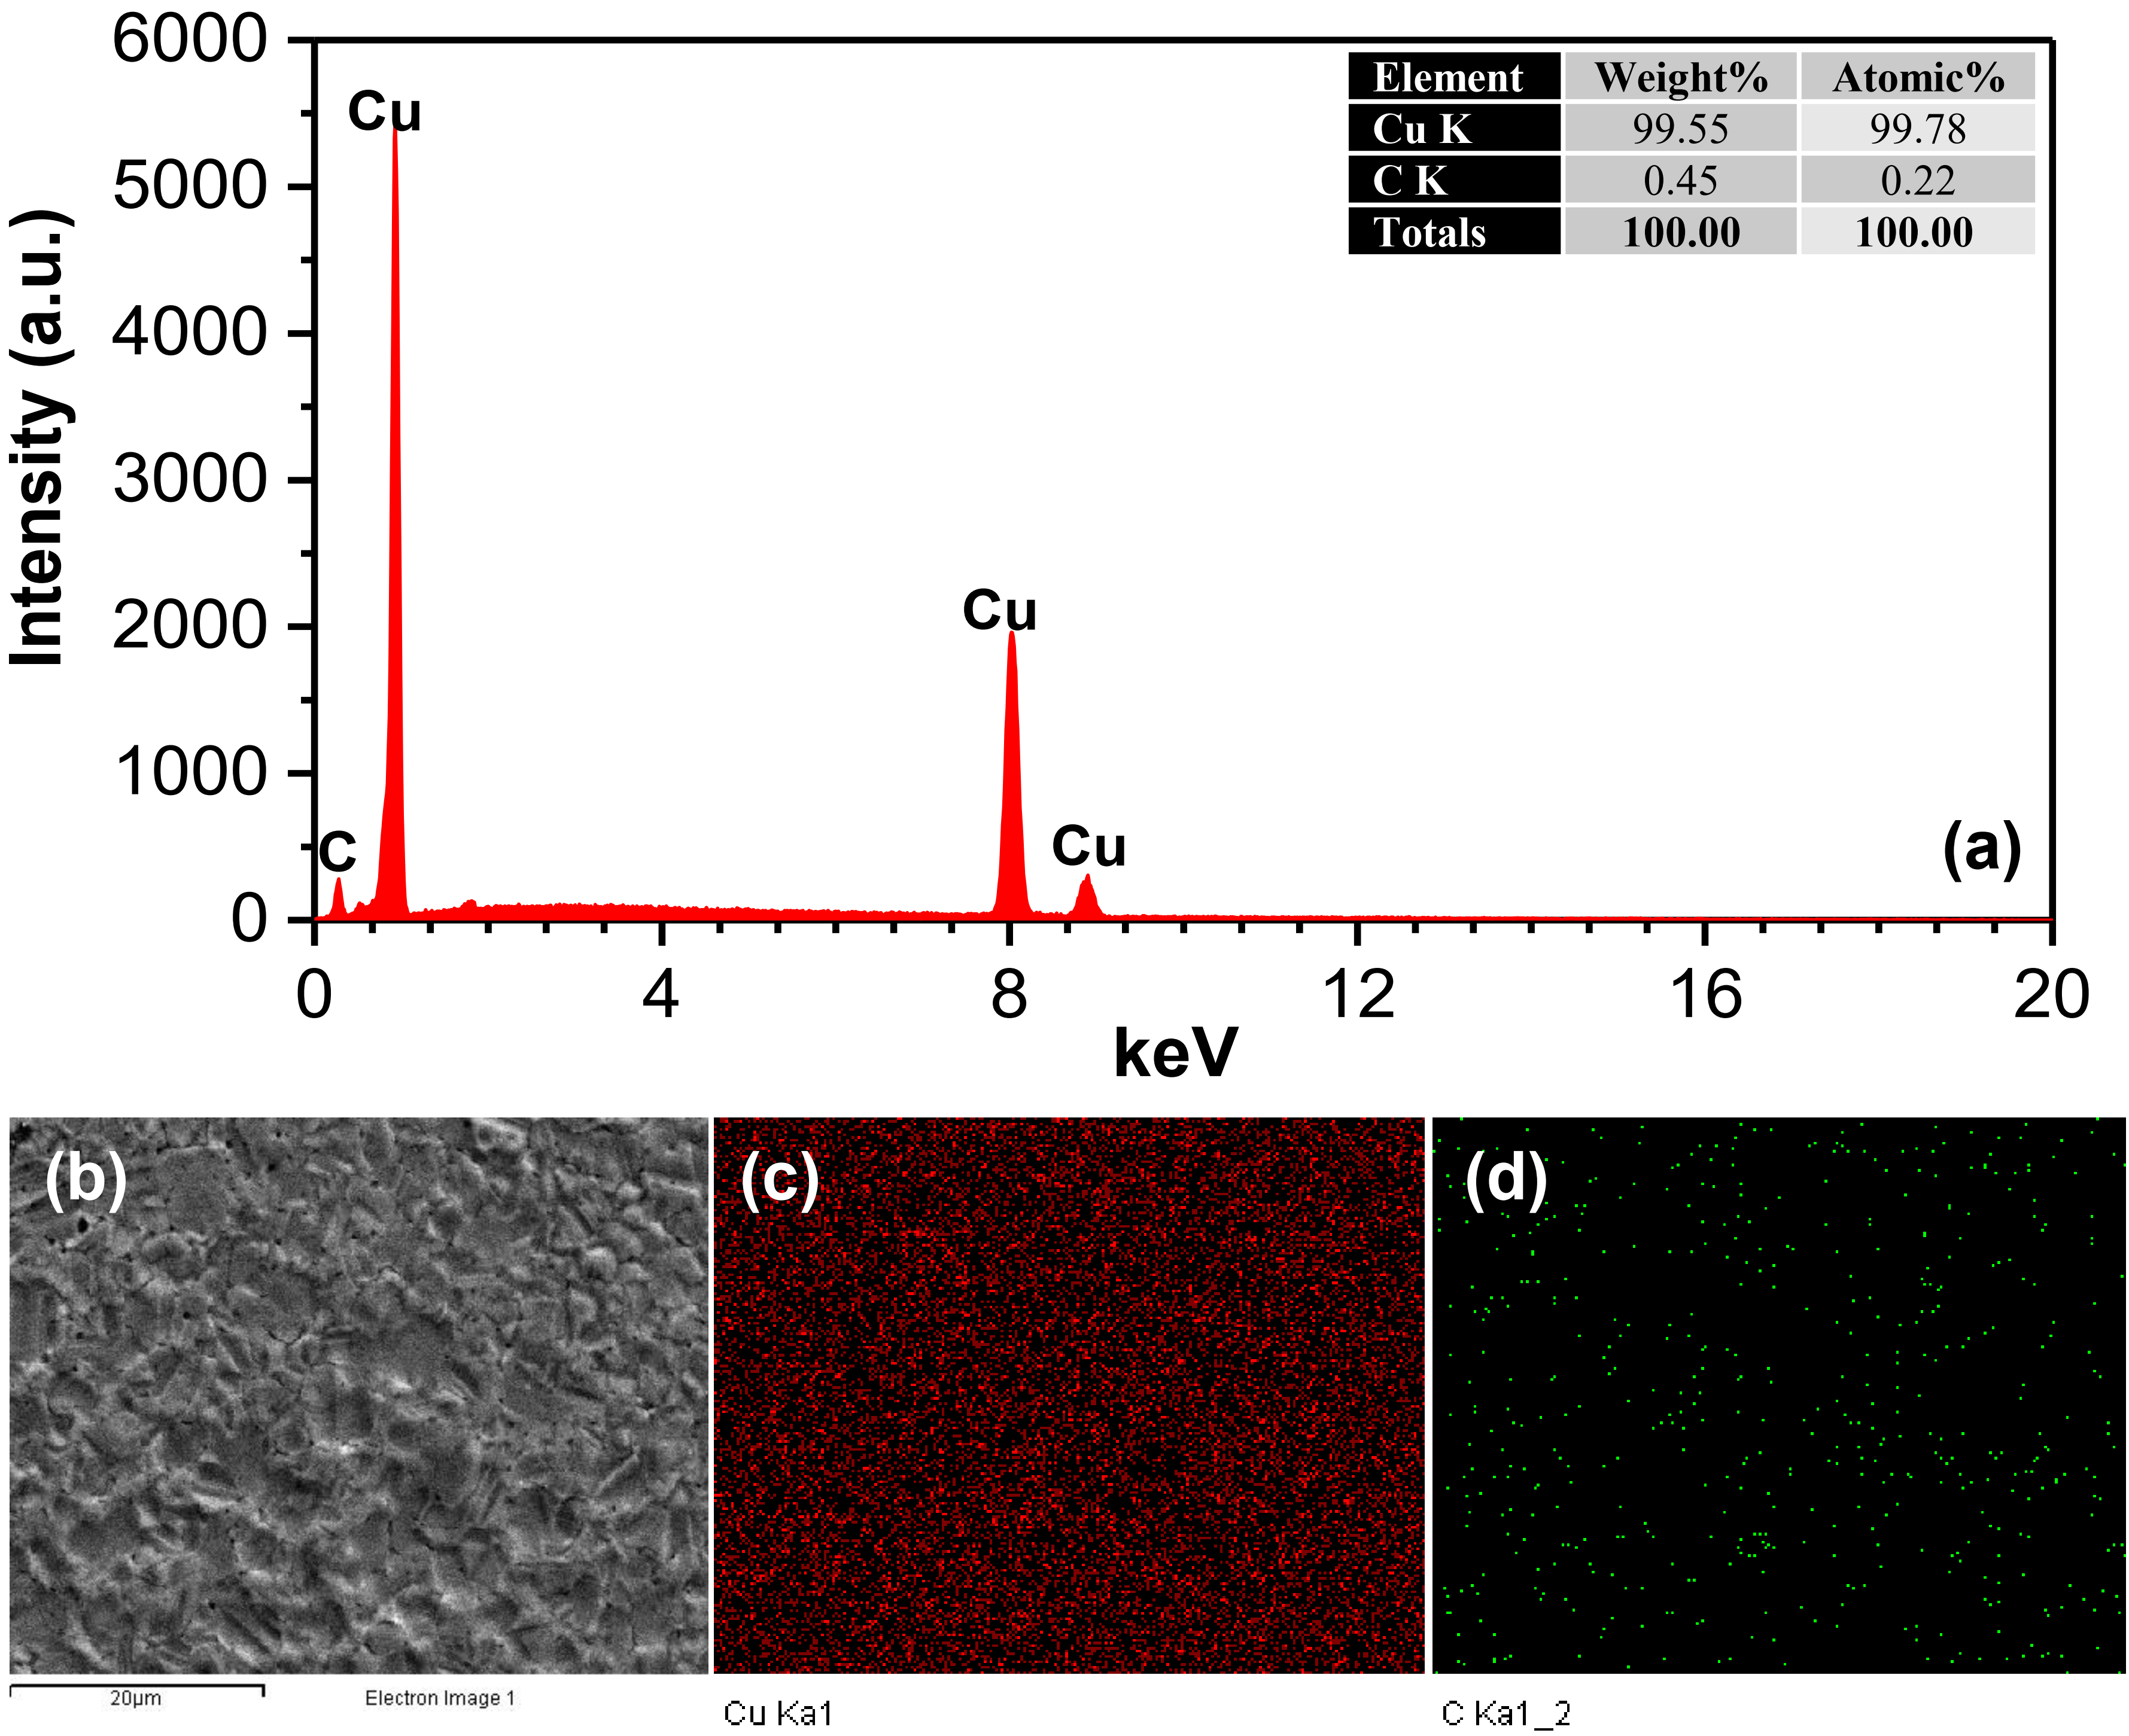 6000
5000
4000
3000
2000
1000
0
Intensity (a.u.)
Cu
C
Cu
Cu
Element Weight% Atomic%
Cu K 99.55 99.78
C K 0.45 0.22
Totals 100.00 100.00
(a)
0 4 8 12 16 20
keV
(b)
(c)
(d)
20µm Electron Image 1
Cu Ka1
C Ka1_2